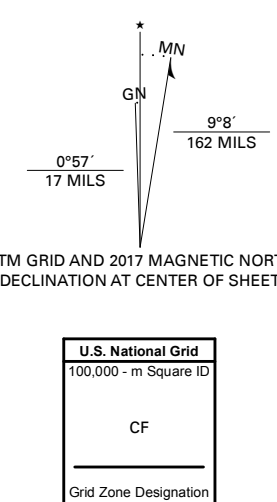 ★
MN
GN
9°8´
162 MILS
0°57´
17 MILS
TM GRID AND 2017 MAGNETIC NORT
DECLINATION AT CENTER OF SHEET
U.S. National Grid
100,000 - m Square ID
CF
Grid Zone Designation